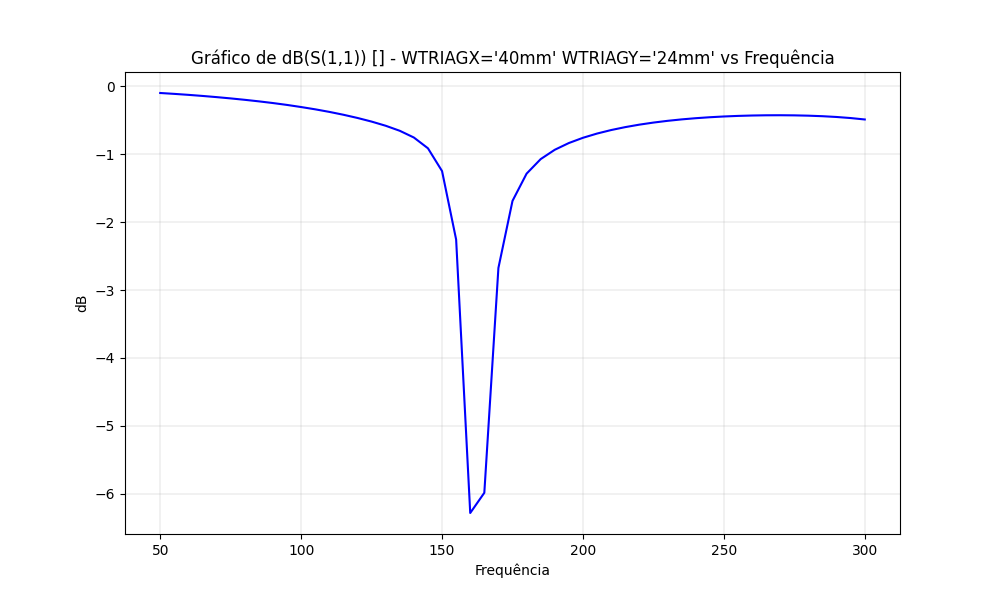 Gráfico de dB(S(1,1)) [] - WTRIAGX='40mm' WTRIAGY='24mm' vs Frequência
0
−1
−2
−3
−4
−5
−6
dB
50 100 150 200 250 300
Frequência